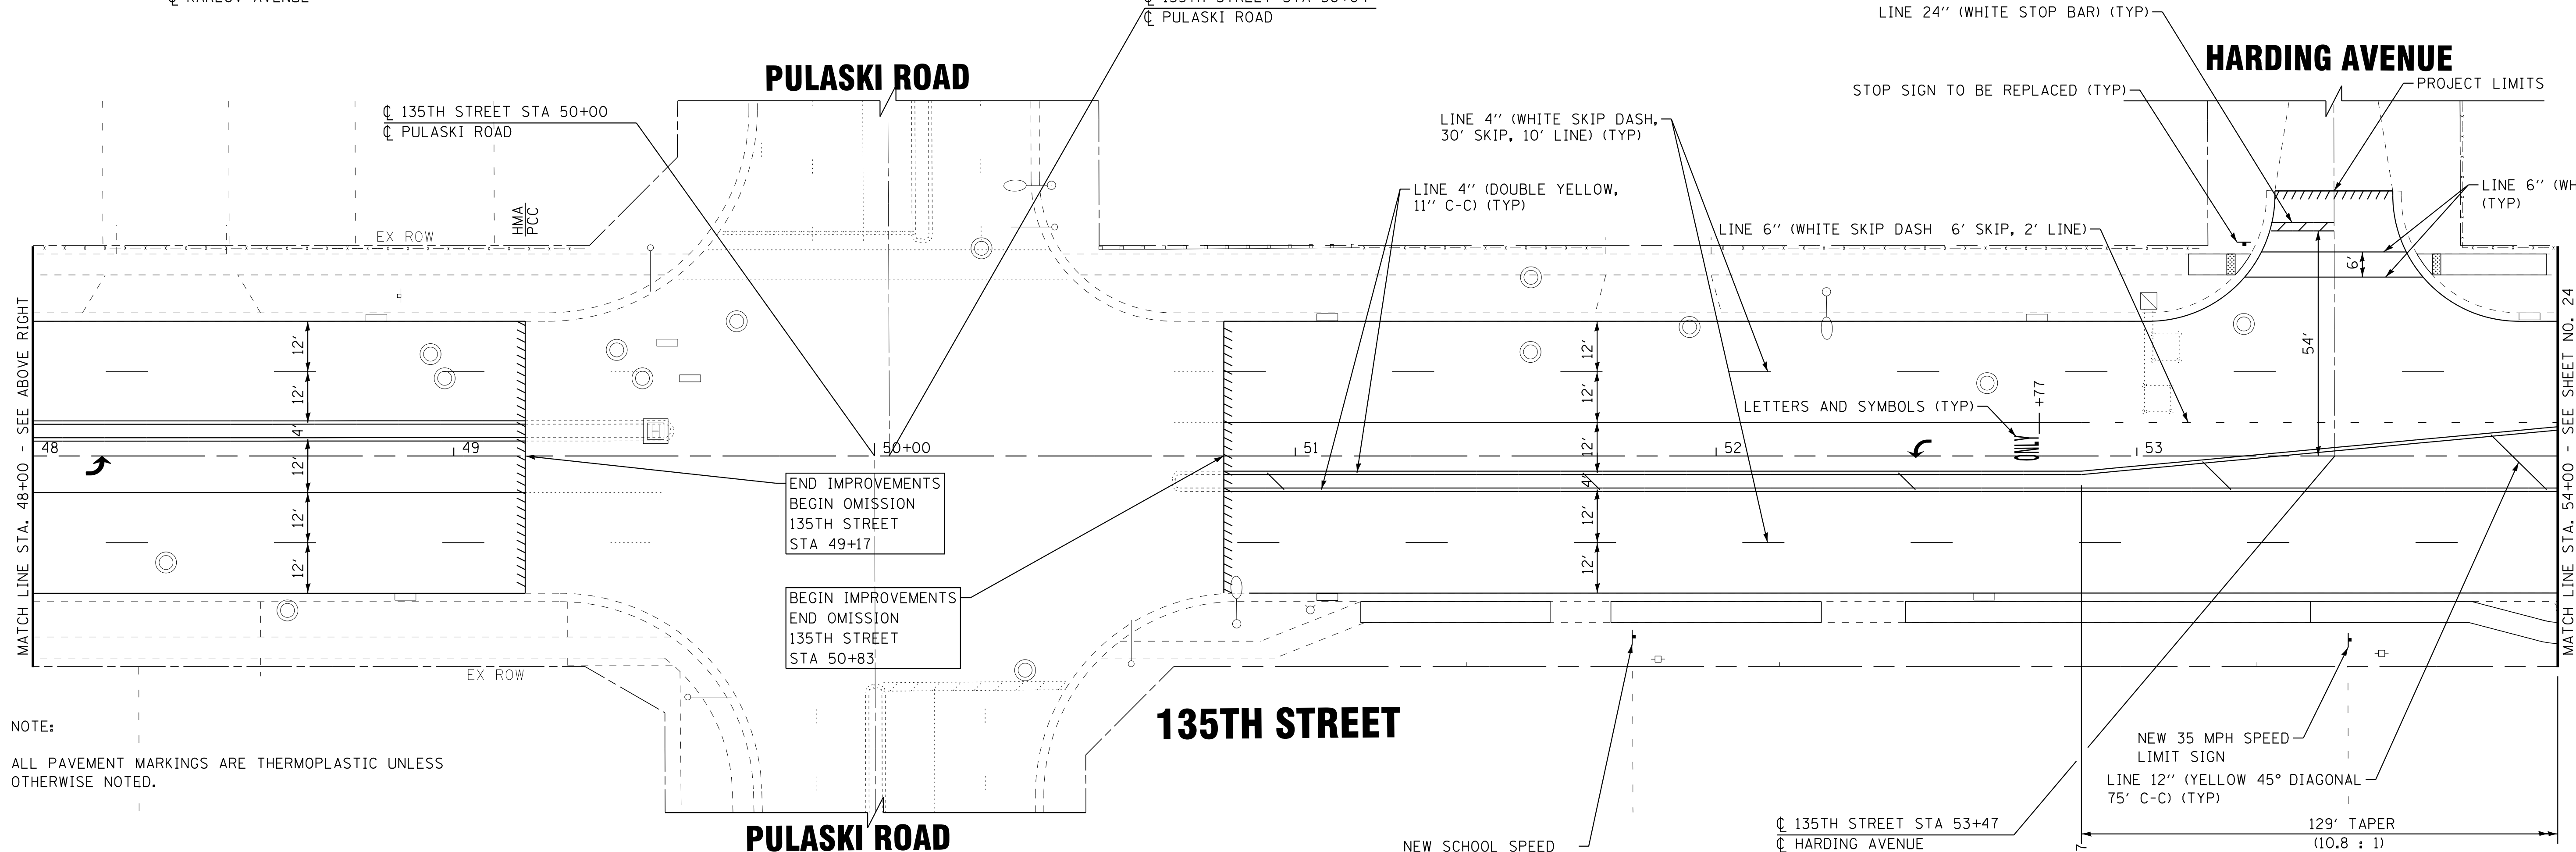 ℄ PULASKI ROAD
LINE 24'' (WHITE STOP BAR) (TYP)
HARDING AVENUE
PULASKI ROAD
PROJECT LIMITS
STOP SIGN TO BE REPLACED (TYP)
℄ 135TH STREET STA 50+00
℄ PULASKI ROAD
LINE 4'' (WHITE SKIP DASH,
30' SKIP, 10' LINE) (TYP)
LINE 4'' (DOUBLE YELLOW,
11'' C-C) (TYP)
LINE 6'' (WH
(TYP)
HMA
PCC
EX ROW
LINE 6'' (WHITE SKIP DASH 6' SKIP, 2' LINE)
6'
54'
MATCH LINE STA. 48+00 - SEE ABOVE RIGHT
MATCH LINE STA. 54+00 - SEE SHEET NO. 24
12'
12'
4'
12'
12'
12'
12'
12'
12'
4'
12'
12'
LETTERS AND SYMBOLS (TYP)
+77
ONLY
48
49
50+00
51
52
53
END IMPROVEMENTS
BEGIN OMISSION
135TH STREET
STA 49+17
BEGIN IMPROVEMENTS
END OMISSION
135TH STREET
STA 50+83
EX ROW
135TH STREET
NOTE:
ALL PAVEMENT MARKINGS ARE THERMOPLASTIC UNLESS
OTHERWISE NOTED.
NEW 35 MPH SPEED
LIMIT SIGN
LINE 12'' (YELLOW 45° DIAGONAL
75' C-C) (TYP)
PULASKI ROAD
NEW SCHOOL SPEED
℄ 135TH STREET STA 53+47
℄ HARDING AVENUE
129' TAPER
(10.8 : 1)